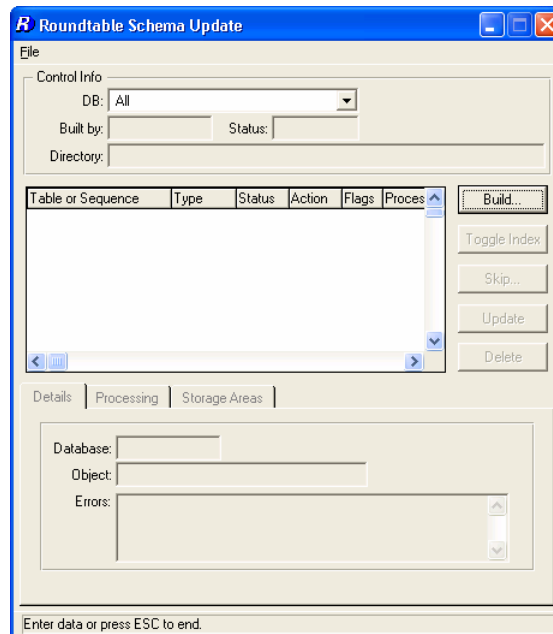 R Roundtable Schema Update
File
Control Info
DB: All
Built by: Status:
Directory:
Table or Sequence Type Status Action Flags Proces
Build...
Toggle Index
Skip...
Update
Delete
Details Processing Storage Areas
Database:
Object:
Errors:
Enter data or press ESC to end.